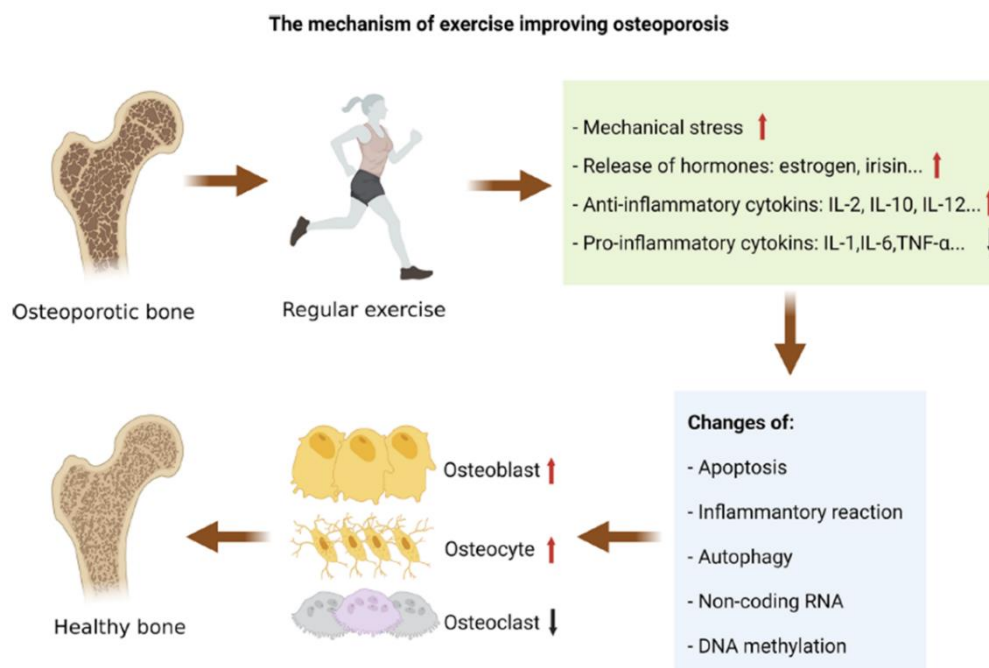 The mechanism of exercise improving osteoporosis
- Mechanical stress
- Release of hormones: estrogen, irisin...
- Anti-inflammatory cytokins: IL-2, IL-10, IL-12...
- Pro-inflammatory cytokins: IL-1,IL-6,TNF-α...
Osteoporotic bone
Regular exercise
Changes of:
- Apoptosis
- Inflammantory reaction
- Autophagy
- Non-coding RNA
- DNA methylation
Osteoblast
Osteocyte
Osteoclast
Healthy bone